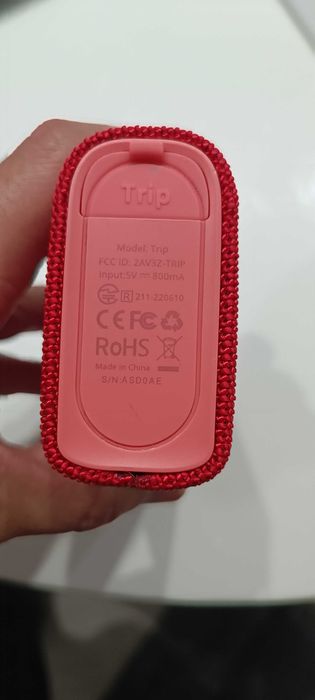 Trip
Model: Trip
FCC ID: 2AV3Z-TRIP
Input:5V⎓800mA
R 211-220610
CE FC
RoHS
Made in China
S/N:ASD0AE